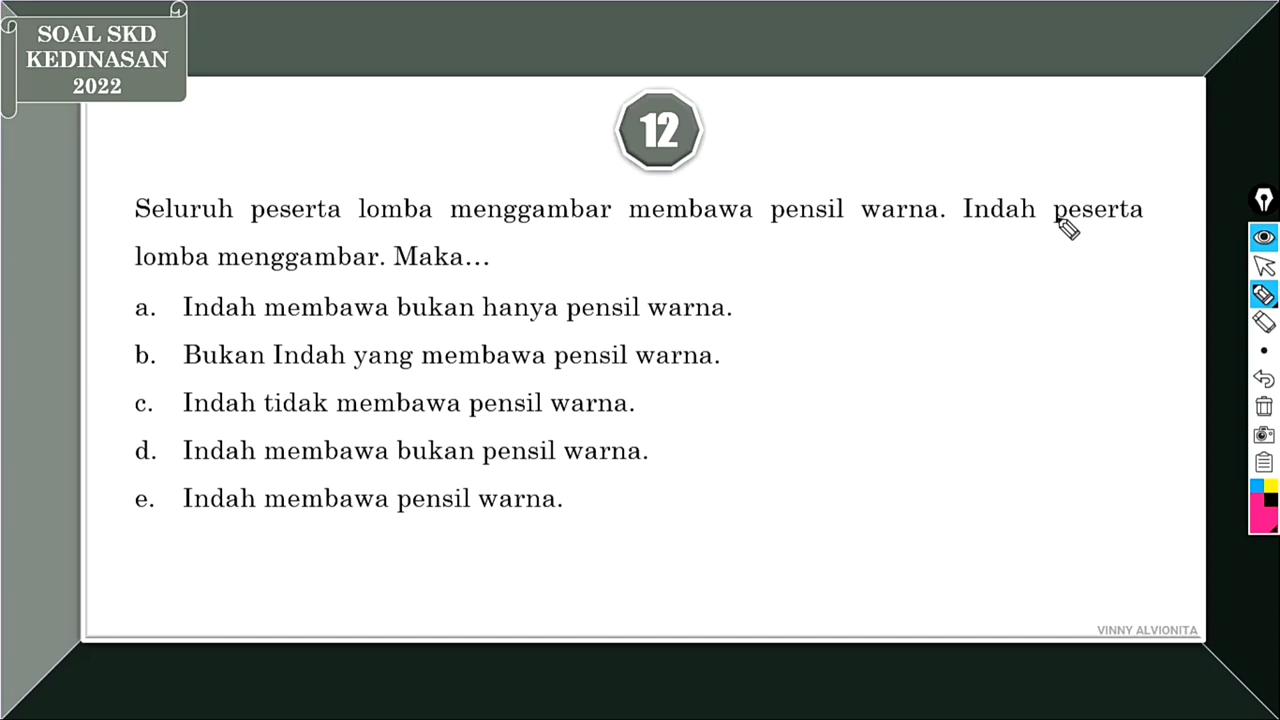 SOAL SKD
KEDINASAN
2022
12
Seluruh peserta lomba menggambar membawa pensil warna. Indah peserta
lomba menggambar. Maka...
a. Indah membawa bukan hanya pensil warna.
b. Bukan Indah yang membawa pensil warna.
c. Indah tidak membawa pensil warna.
d. Indah membawa bukan pensil warna.
e. Indah membawa pensil warna.
VINNY ALVIONITA